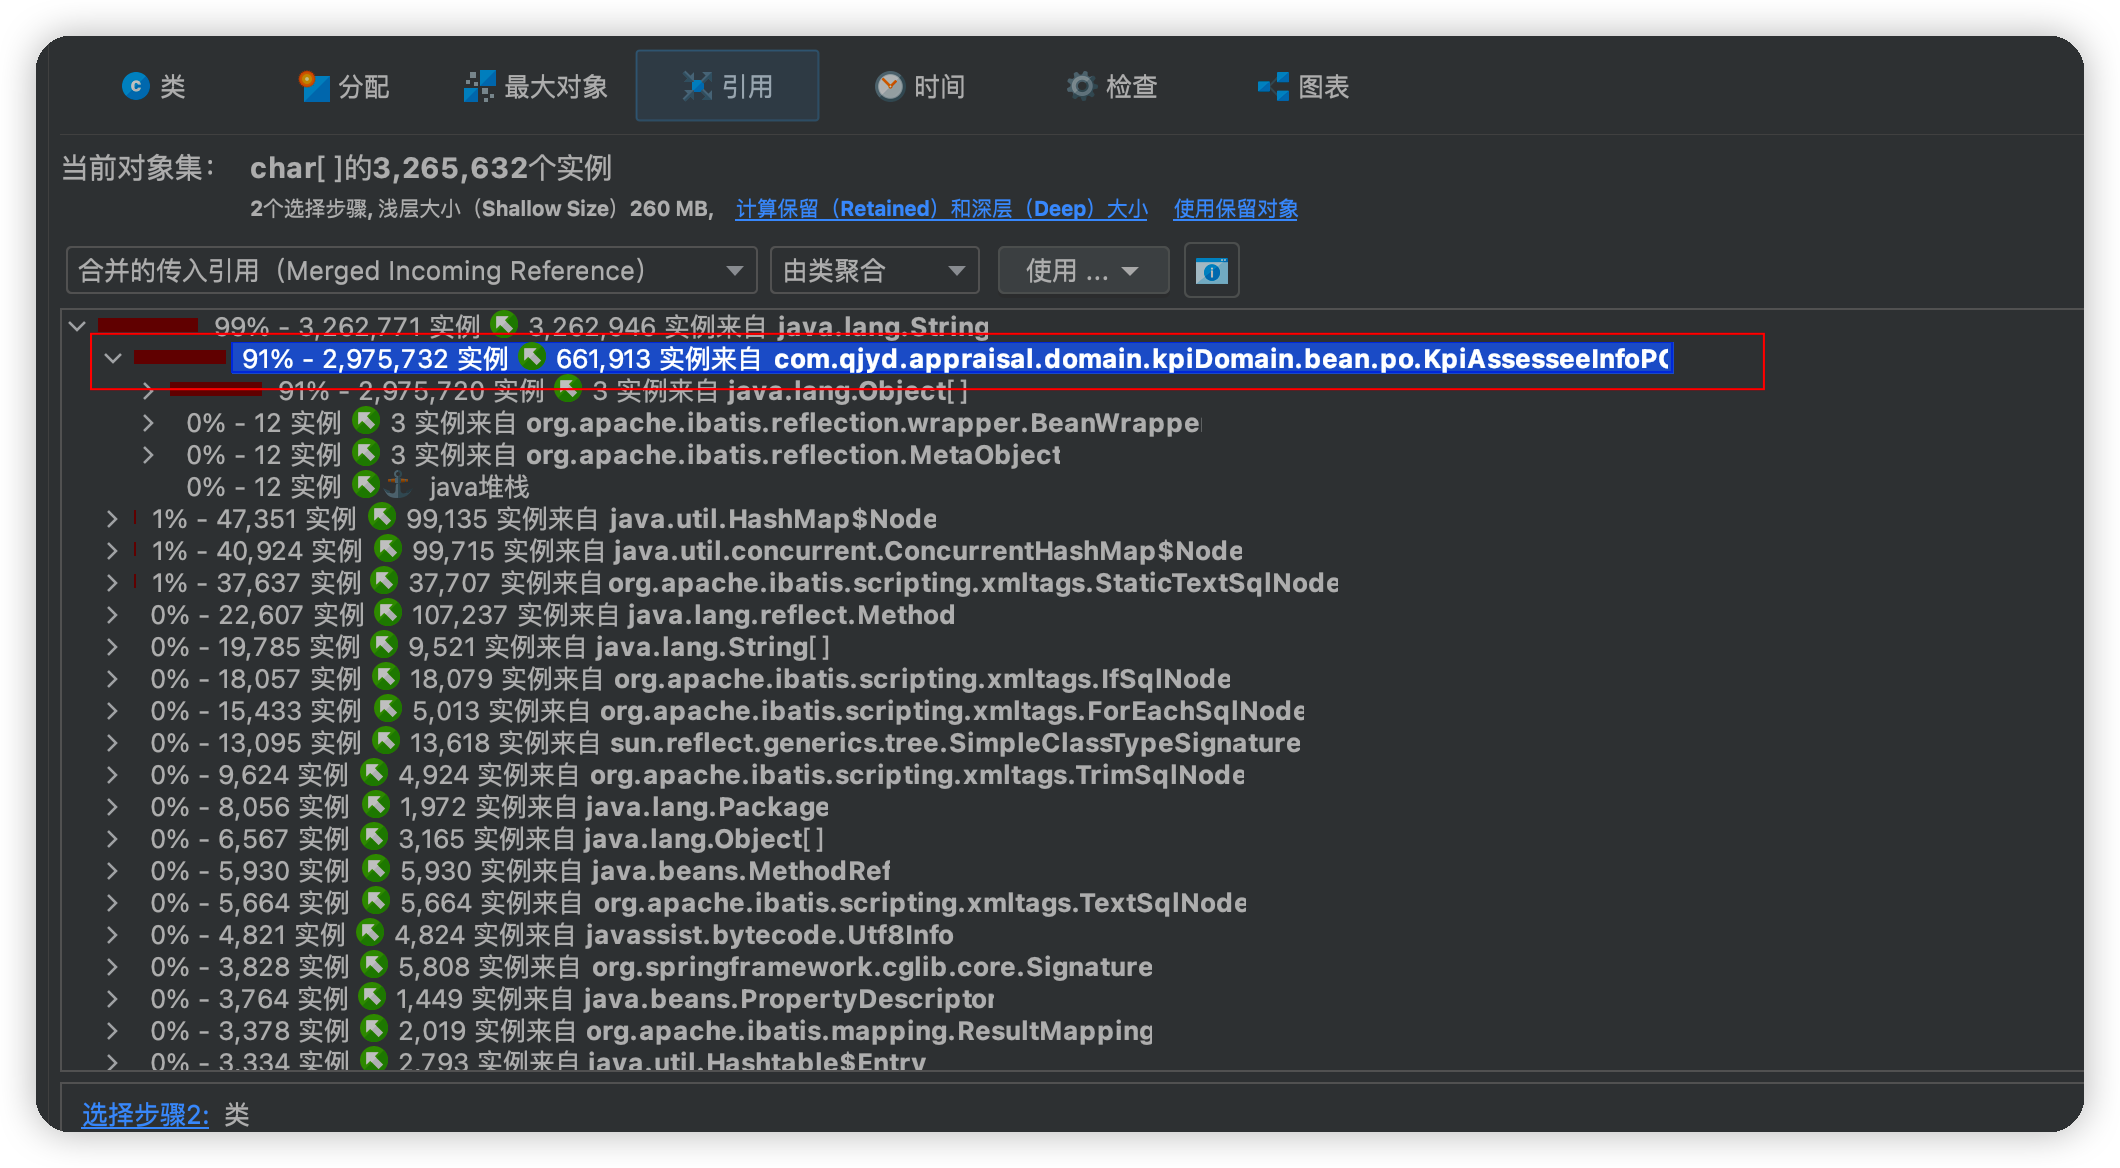 类 分配 最大对象 引用 时间 检查 图表
当前对象集： char[ ]的3,265,632个实例
2个选择步骤, 浅层大小（Shallow Size）260 MB, 计算保留（Retained）和深层（Deep）大小 使用保留对象
合并的传入引用（Merged Incoming Reference） 由类聚合 使用 ...
99% - 3,262,771 实例 3,262,946 实例来自 java.lang.String
91% - 2,975,732 实例 661,913 实例来自 com.qjyd.appraisal.domain.kpiDomain.bean.po.KpiAssesseeInfoPO
91% - 2,975,720 实例 3 实例来自 java.lang.Object[ ]
0% - 12 实例 3 实例来自 org.apache.ibatis.reflection.wrapper.BeanWrapper
0% - 12 实例 3 实例来自 org.apache.ibatis.reflection.MetaObject
0% - 12 实例 java堆栈
1% - 47,351 实例 99,135 实例来自 java.util.HashMap$Node
1% - 40,924 实例 99,715 实例来自 java.util.concurrent.ConcurrentHashMap$Node
1% - 37,637 实例 37,707 实例来自 org.apache.ibatis.scripting.xmltags.StaticTextSqlNode
0% - 22,607 实例 107,237 实例来自 java.lang.reflect.Method
0% - 19,785 实例 9,521 实例来自 java.lang.String[ ]
0% - 18,057 实例 18,079 实例来自 org.apache.ibatis.scripting.xmltags.IfSqlNode
0% - 15,433 实例 5,013 实例来自 org.apache.ibatis.scripting.xmltags.ForEachSqlNode
0% - 13,095 实例 13,618 实例来自 sun.reflect.generics.tree.SimpleClassTypeSignature
0% - 9,624 实例 4,924 实例来自 org.apache.ibatis.scripting.xmltags.TrimSqlNode
0% - 8,056 实例 1,972 实例来自 java.lang.Package
0% - 6,567 实例 3,165 实例来自 java.lang.Object[ ]
0% - 5,930 实例 5,930 实例来自 java.beans.MethodRef
0% - 5,664 实例 5,664 实例来自 org.apache.ibatis.scripting.xmltags.TextSqlNode
0% - 4,821 实例 4,824 实例来自 javassist.bytecode.Utf8Info
0% - 3,828 实例 5,808 实例来自 org.springframework.cglib.core.Signature
0% - 3,764 实例 1,449 实例来自 java.beans.PropertyDescriptor
0% - 3,378 实例 2,019 实例来自 org.apache.ibatis.mapping.ResultMapping
0% - 3,334 实例 2,793 实例来自 java.util.Hashtable$Entry
选择步骤2: 类